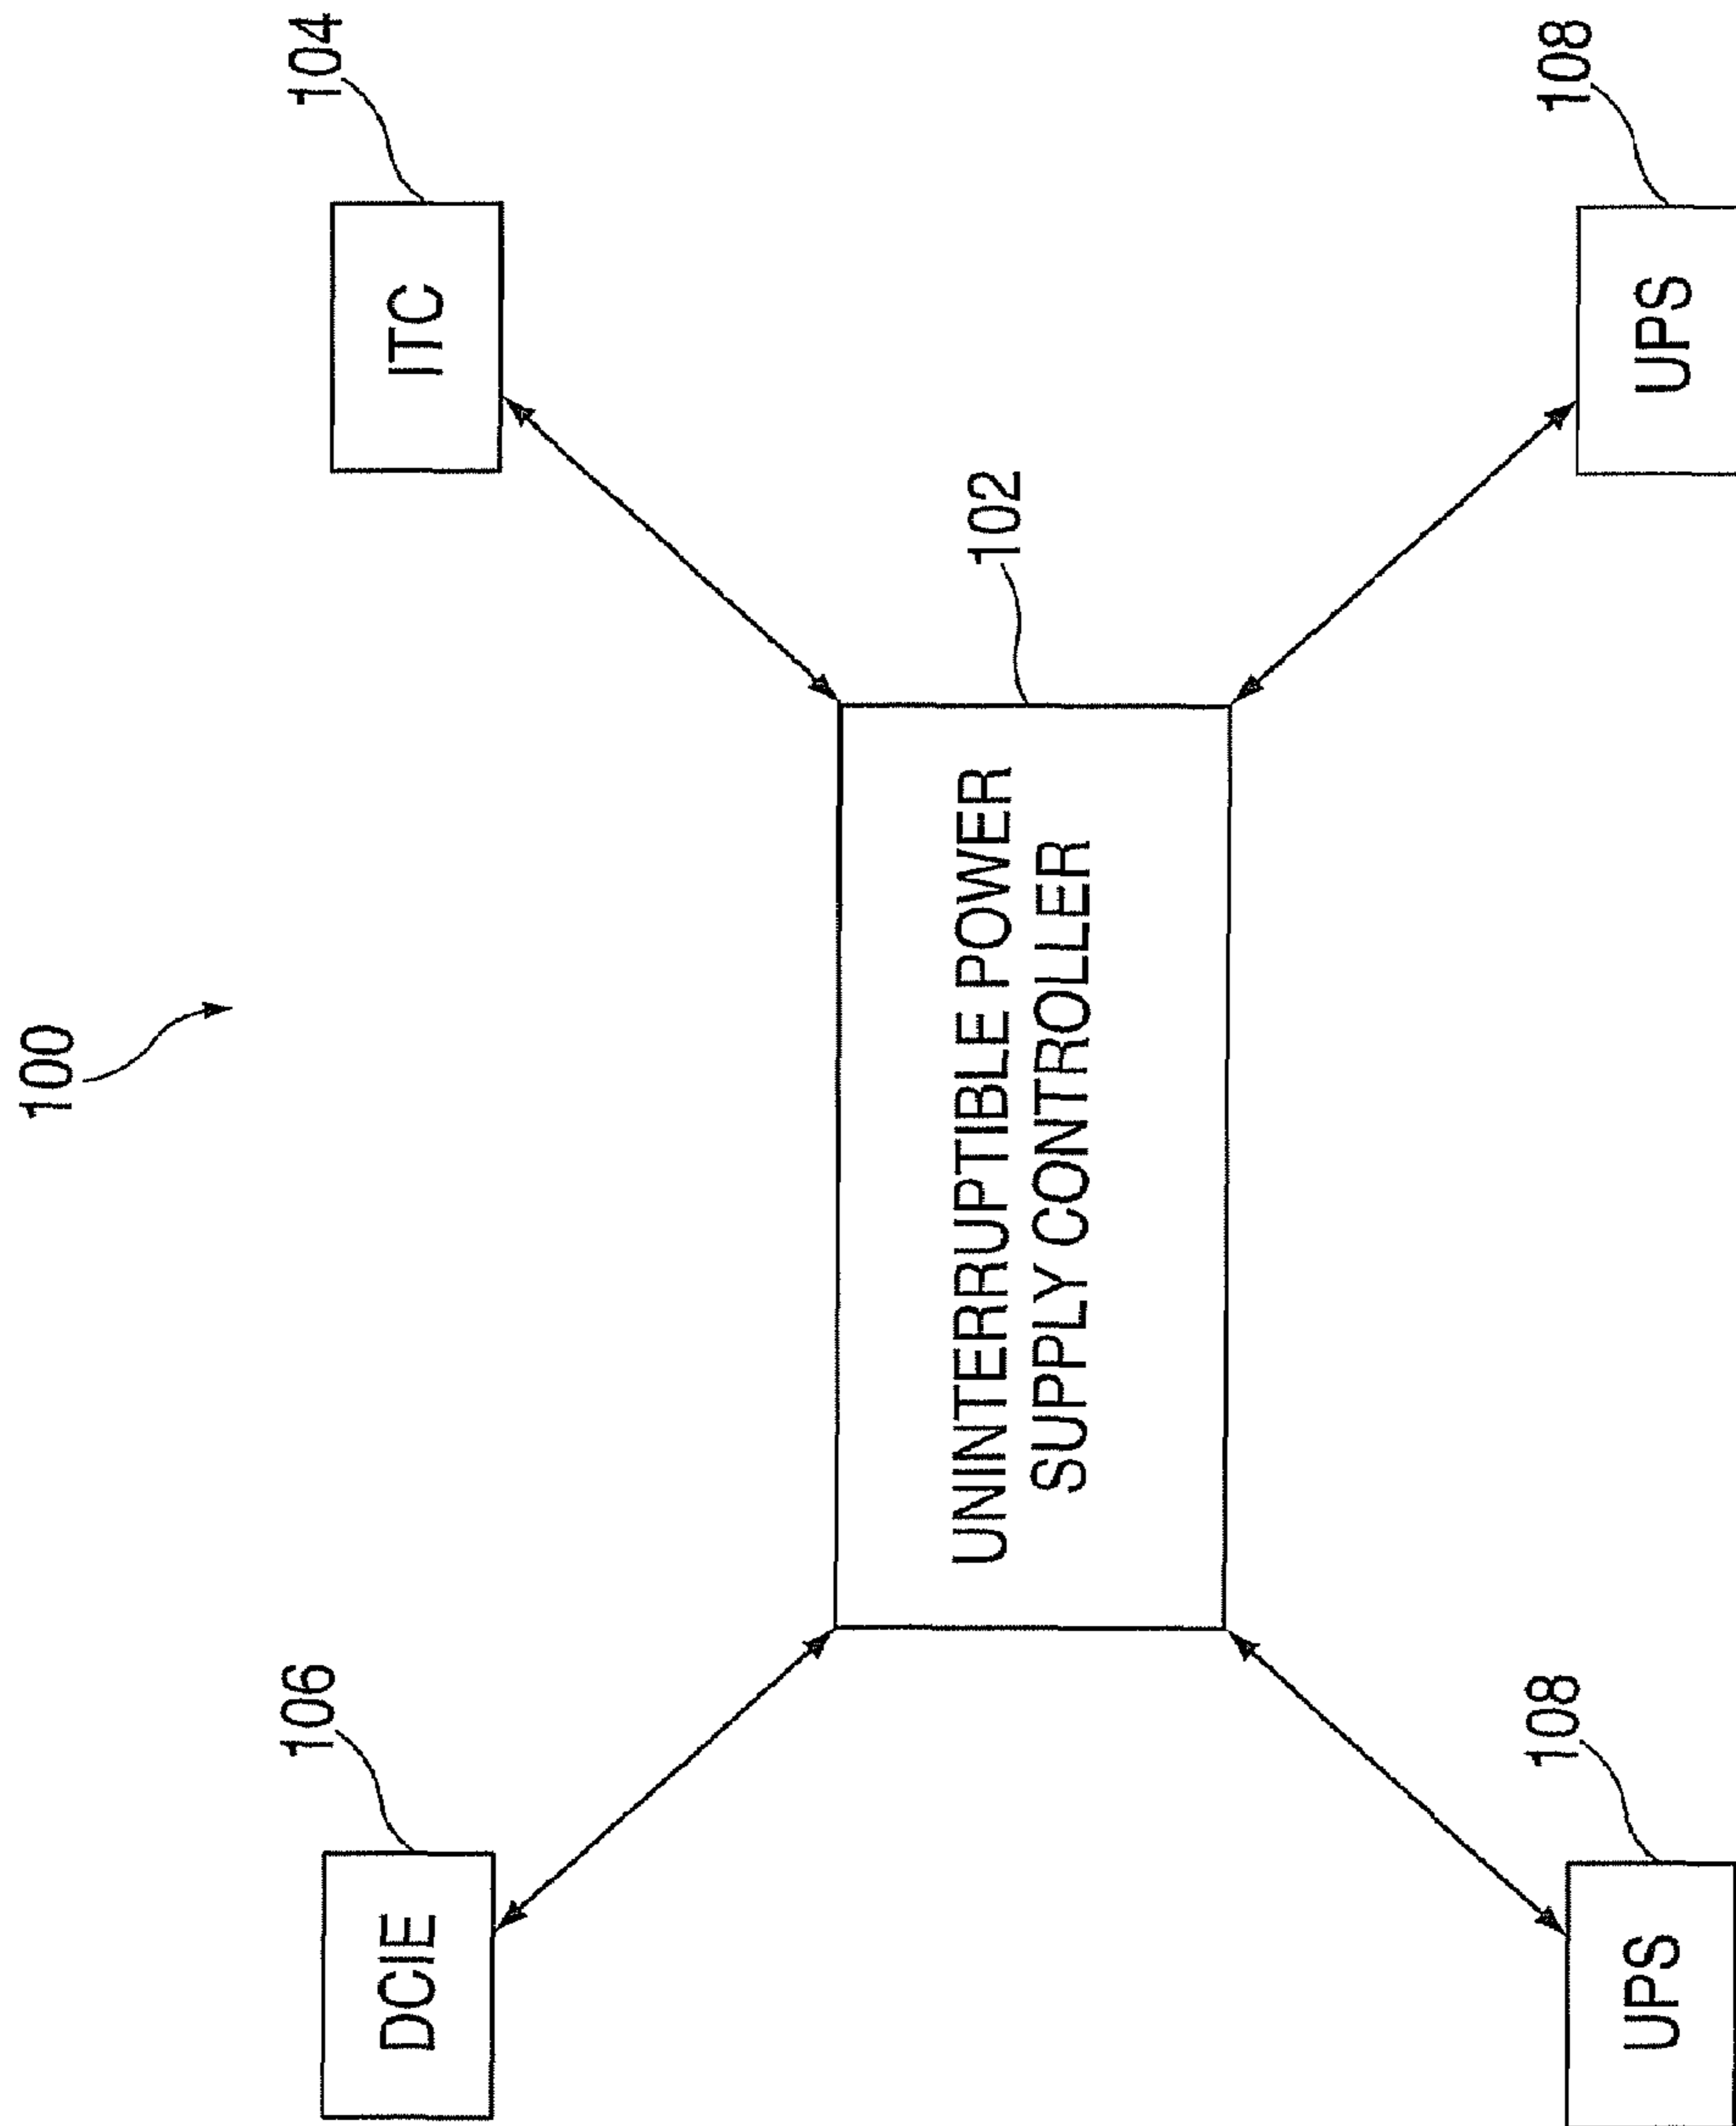 100
106
DCIE
104
ITC
102
UNINTERRUPTIBLE POWER
SUPPLY CONTROLLER
108
UPS
108
UPS